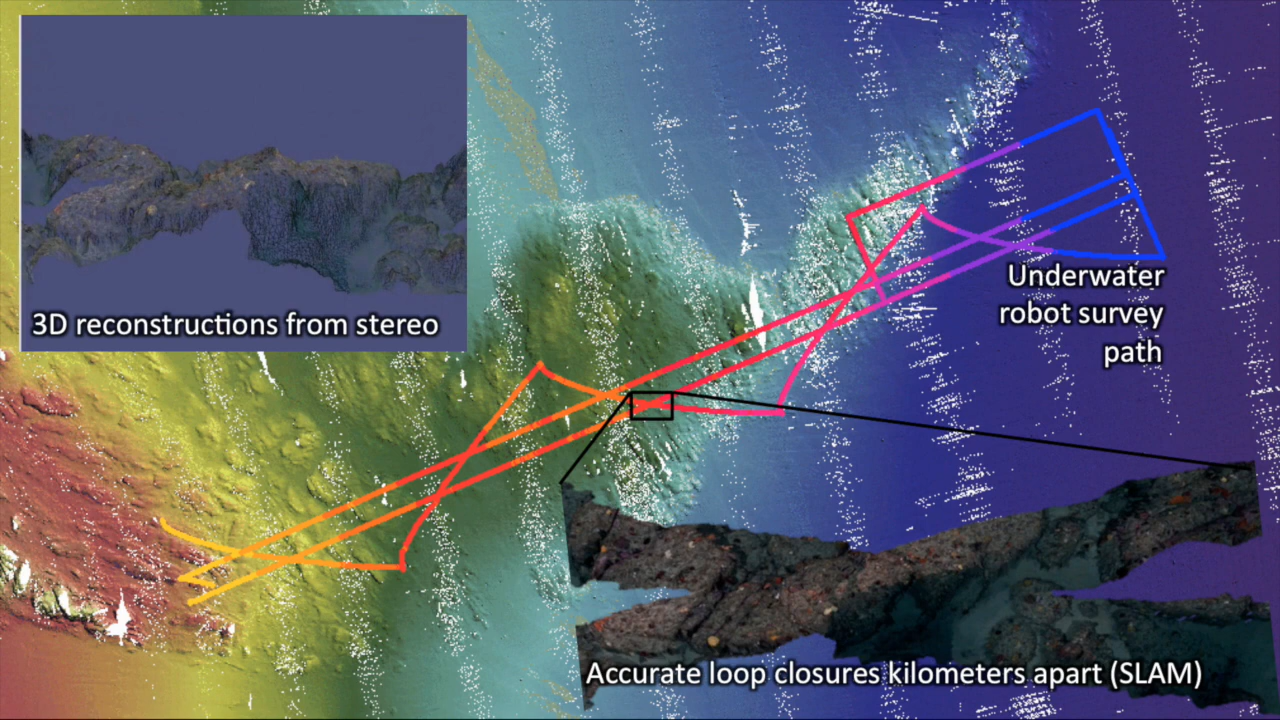 3D reconstructions from stereo
Underwater
robot survey
path
Accurate loop closures kilometers apart (SLAM)